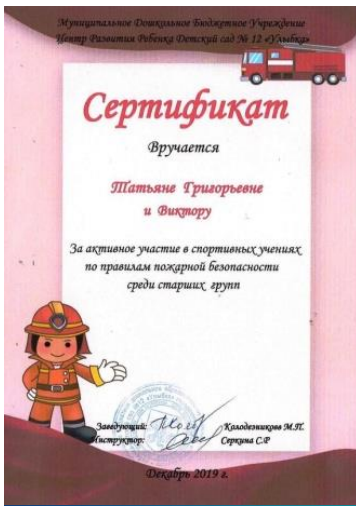 Муниципальное Дошкольное Бюджетное Учреждение
Центр Развития Ребенка Детский сад № 12 «Улыбка»
Сертификат
Вручается
Татьяне Григорьевне
и Виктору
За активное участие в спортивных учениях
по правилам пожарной безопасности
среди старших групп
Заведующий: Колодезникова М.П.
Инструктор: Серкина С.Р
Декабрь 2019 г.